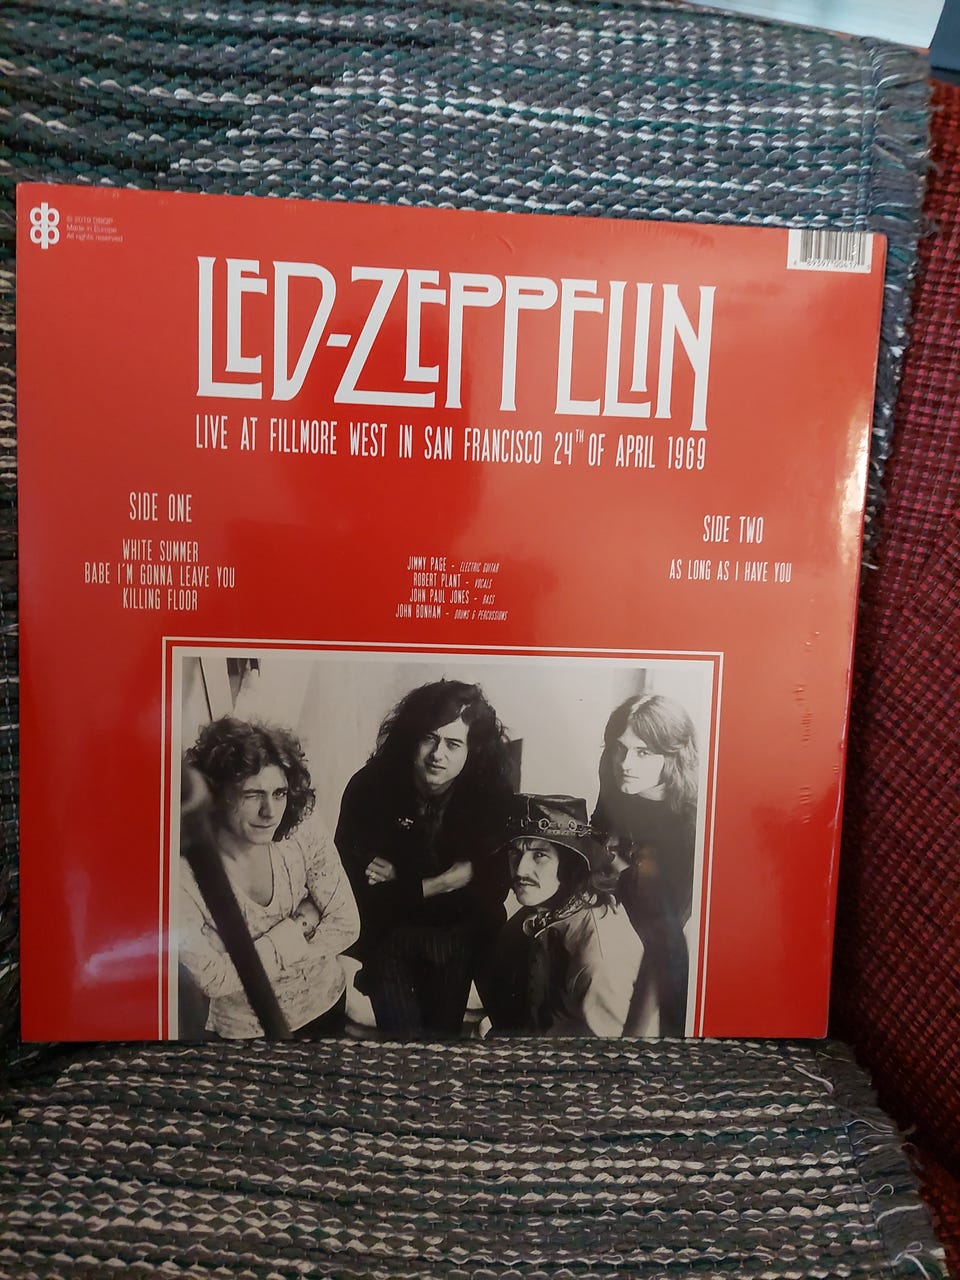 © 2019 DBQP
Made in Europe
All rights reserved
LED-ZEPPELIN
LIVE AT FILLMORE WEST IN SAN FRANCISCO 24TH OF APRIL 1969
SIDE ONE
WHITE SUMMER
BABE I'M GONNA LEAVE YOU
KILLING FLOOR
JIMMY PAGE - ELECTRIC GUITAR
ROBERT PLANT - VOCALS
JOHN PAUL JONES - BASS
JOHN BONHAM - DRUMS & PERCUSSIONS
SIDE TWO
AS LONG AS I HAVE YOU